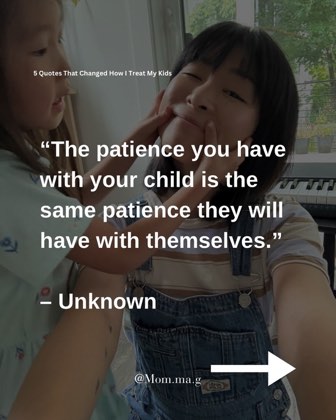 5 Quotes That Changed How I Treat My Kids
“The patience you have
with your child is the
same patience they will
have with themselves.”
– Unknown
@Mom.ma.g